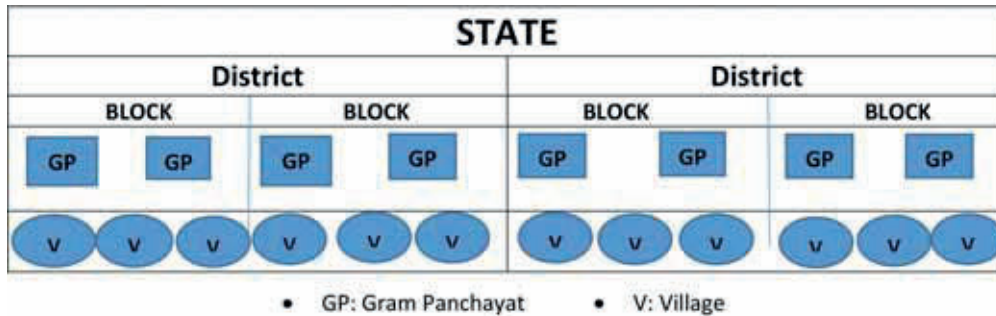 STATE
District District
BLOCK BLOCK BLOCK BLOCK
GP GP GP GP GP GP GP GP
V V V V V V V V V V V V
• GP: Gram Panchayat • V: Village